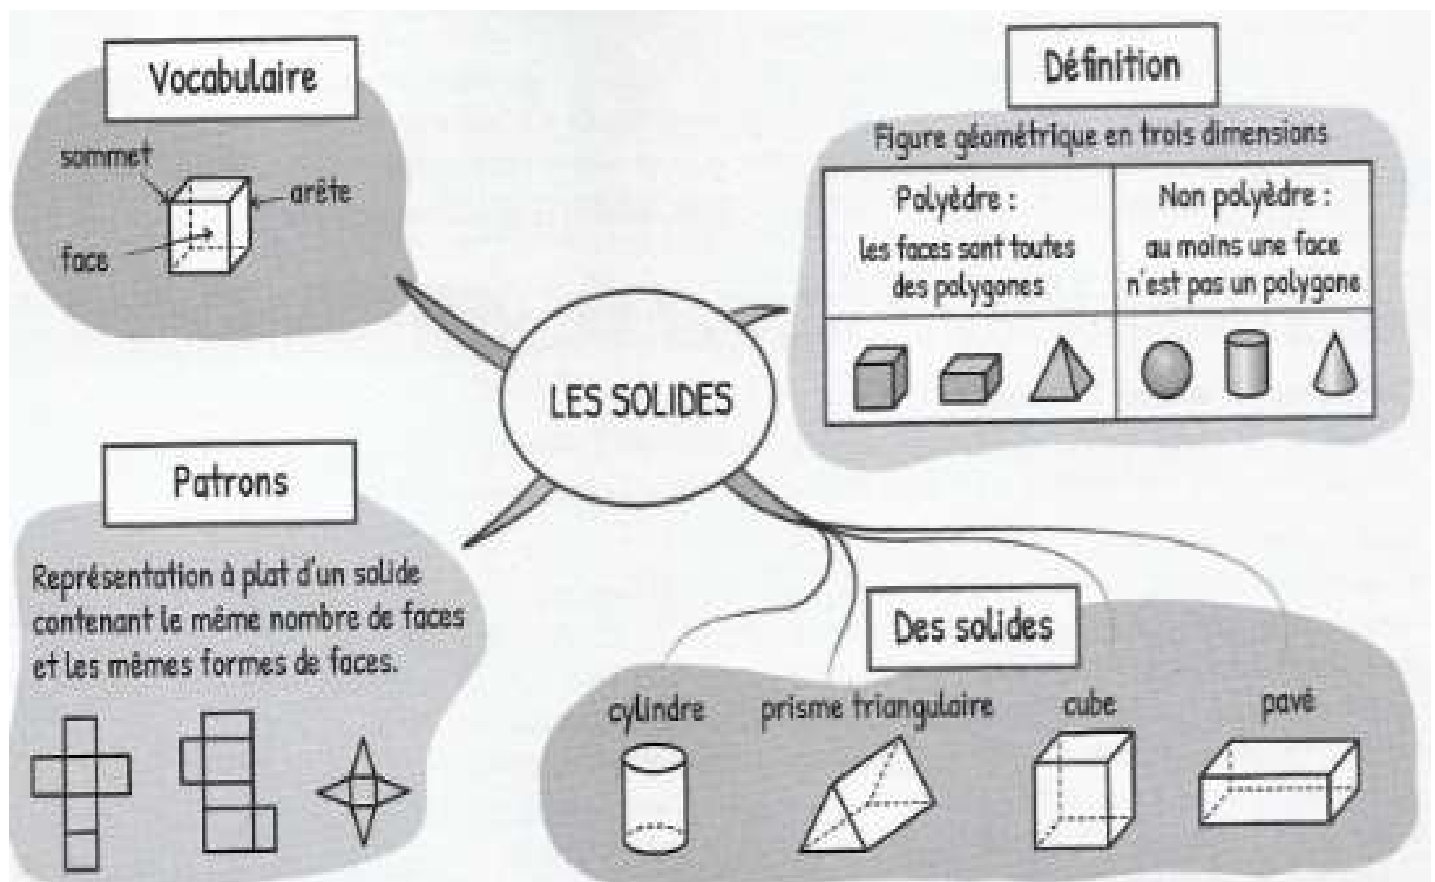 Vocabulaire
sommet
arête
face
Définition
Figure géométrique en trois dimensions
Polyèdre :
les faces sont toutes
des polygones
Non polyèdre :
au moins une face
n'est pas un polygone
LES SOLIDES
Patrons
Représentation à plat d'un solide
contenant le même nombre de faces
et les mêmes formes de faces.
Des solides
cylindre
prisme triangulaire
cube
pavé